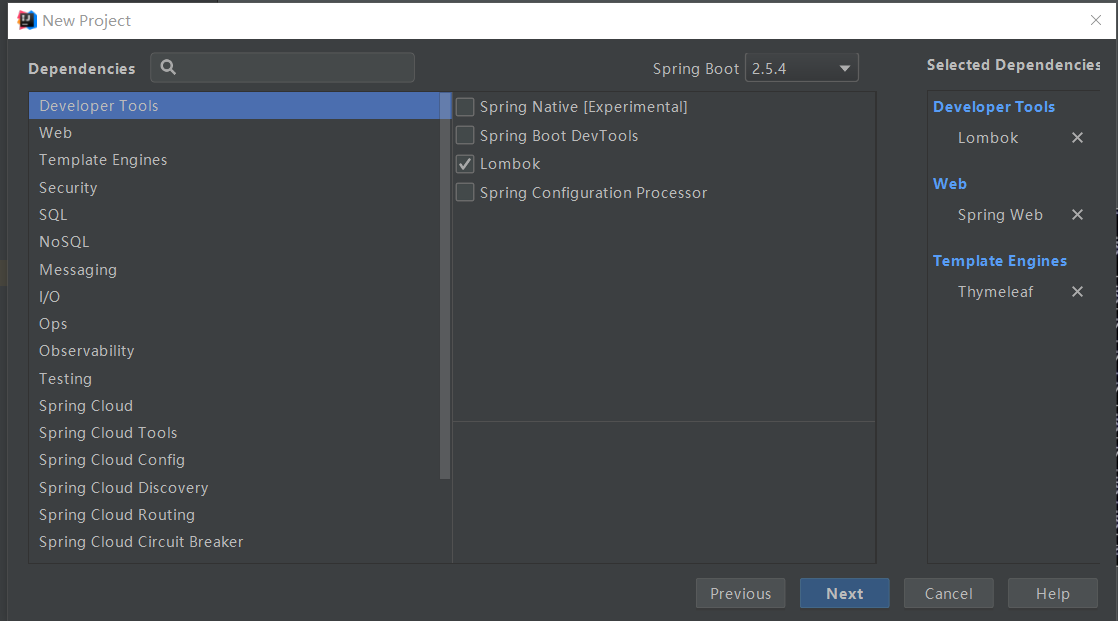 New Project
Dependencies
Spring Boot 2.5.4
Selected Dependencies
Developer Tools
Web
Template Engines
Security
SQL
NoSQL
Messaging
I/O
Ops
Observability
Testing
Spring Cloud
Spring Cloud Tools
Spring Cloud Config
Spring Cloud Discovery
Spring Cloud Routing
Spring Cloud Circuit Breaker
Spring Native [Experimental]
Spring Boot DevTools
Lombok
Spring Configuration Processor
Developer Tools
Lombok
Web
Spring Web
Template Engines
Thymeleaf
Previous
Next
Cancel
Help